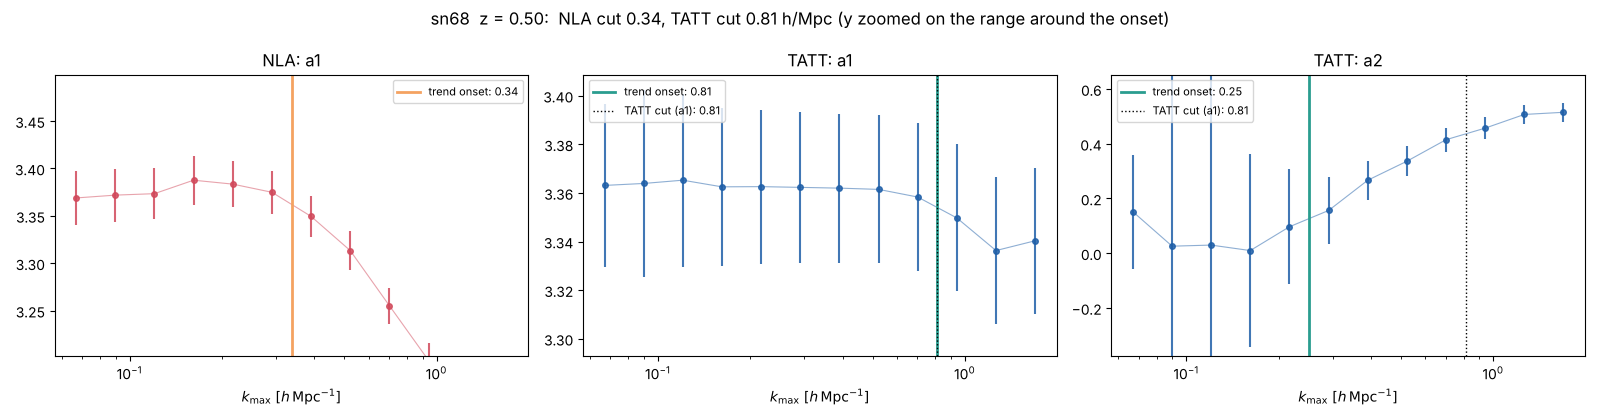 sn68  z = 0.50:  NLA cut 0.34, TATT cut 0.81 h/Mpc (y zoomed on the range around the onset)
NLA: a1
trend onset: 0.34
3.45
3.40
3.35
3.30
3.25
10⁻¹
10⁰
k_max [h Mpc⁻¹]
TATT: a1
trend onset: 0.81
TATT cut (a1): 0.81
3.40
3.38
3.36
3.34
3.32
3.30
10⁻¹
10⁰
k_max [h Mpc⁻¹]
TATT: a2
trend onset: 0.25
TATT cut (a1): 0.81
0.6
0.4
0.2
0.0
−0.2
10⁻¹
10⁰
k_max [h Mpc⁻¹]